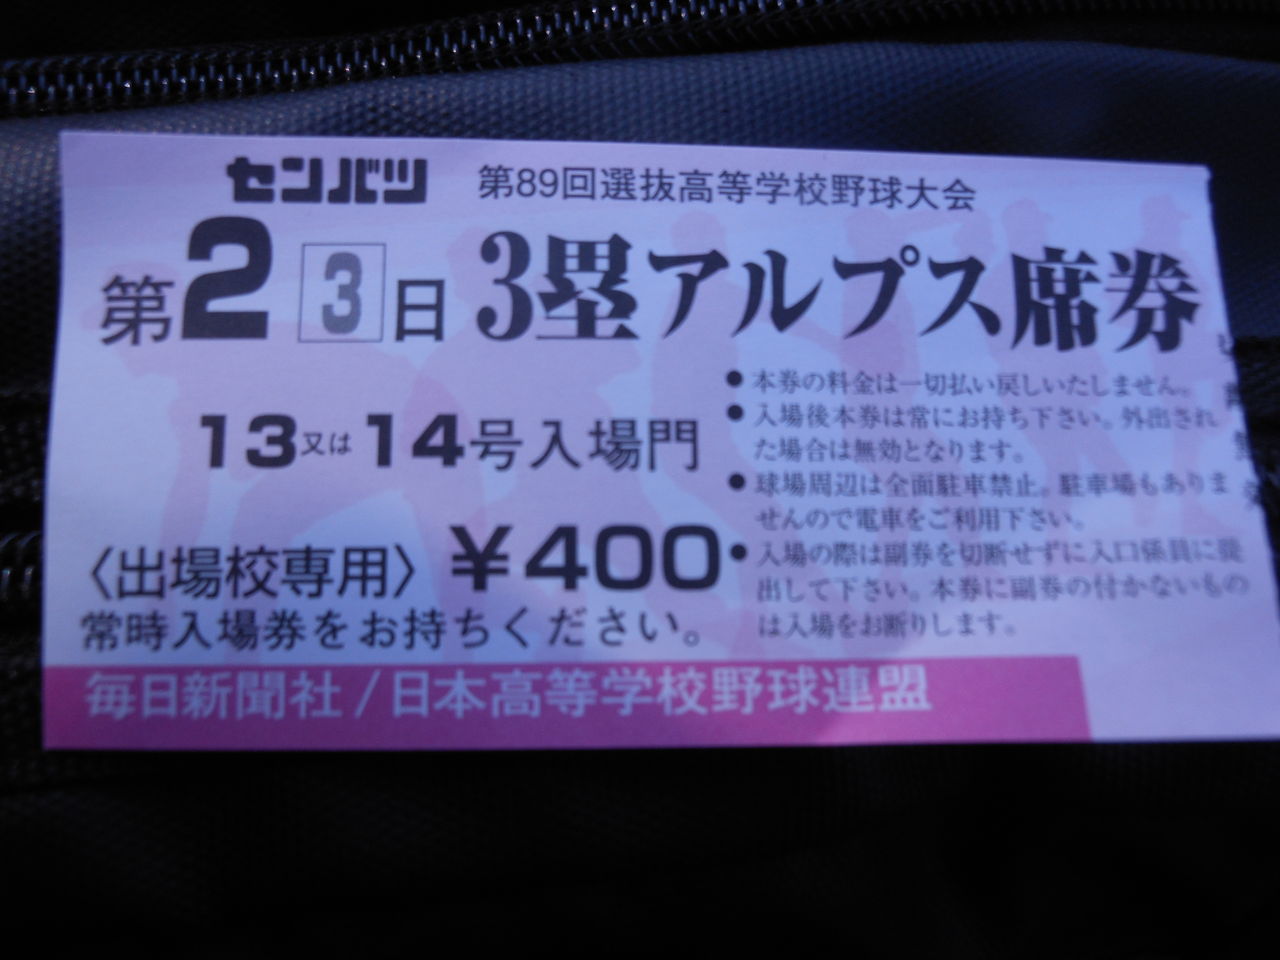 センバツ 第89回選抜高等学校野球大会
第2 3 日 3塁アルプス席券
13又は14号入場門
〈出場校専用〉 ¥400
常時入場券をお持ちください。
●本券の料金は一切払い戻しいたしません。
●入場後本券は常にお持ち下さい。外出され
た場合は無効となります。
●球場周辺は全面駐車禁止。駐車場もありま
せんので電車をご利用下さい。
●入場の際は副券を切断せずに入口係員に提
出して下さい。本券に副券の付かないもの
は入場をお断りします。
毎日新聞社/日本高等学校野球連盟